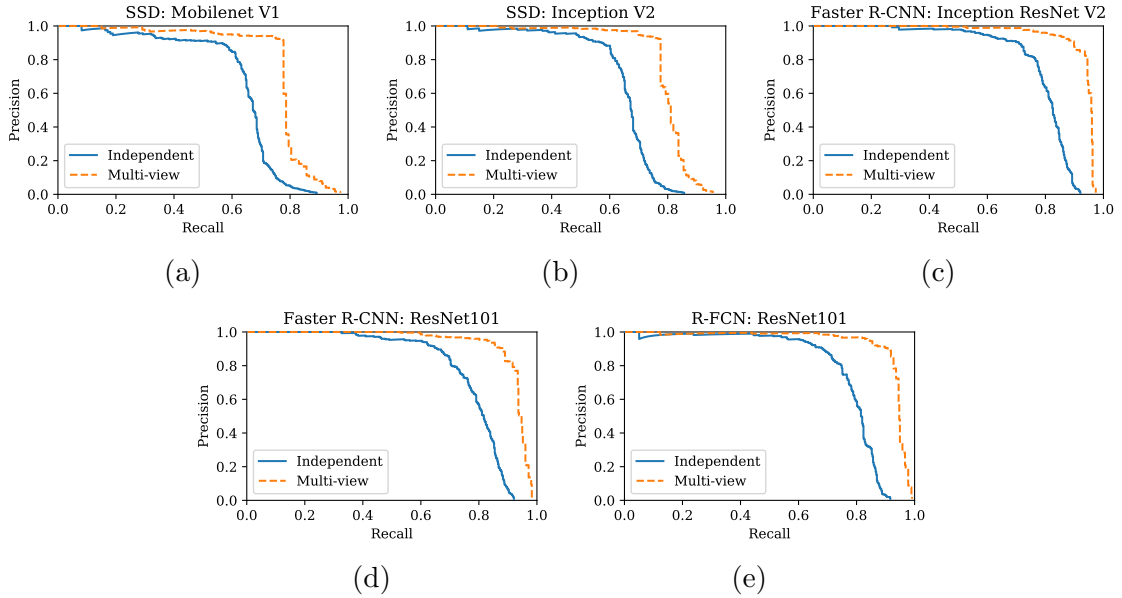 SSD: Mobilenet V1
1.0
0.8
0.6
0.4
0.2
0.0
Precision
Independent
Multi-view
0.0 0.2 0.4 0.6 0.8 1.0
Recall
(a)
SSD: Inception V2
1.0
0.8
0.6
0.4
0.2
0.0
Precision
Independent
Multi-view
0.0 0.2 0.4 0.6 0.8 1.0
Recall
(b)
Faster R-CNN: Inception ResNet V2
1.0
0.8
0.6
0.4
0.2
0.0
Precision
Independent
Multi-view
0.0 0.2 0.4 0.6 0.8 1.0
Recall
(c)
Faster R-CNN: ResNet101
1.0
0.8
0.6
0.4
0.2
0.0
Precision
Independent
Multi-view
0.0 0.2 0.4 0.6 0.8 1.0
Recall
(d)
R-FCN: ResNet101
1.0
0.8
0.6
0.4
0.2
0.0
Precision
Independent
Multi-view
0.0 0.2 0.4 0.6 0.8 1.0
Recall
(e)